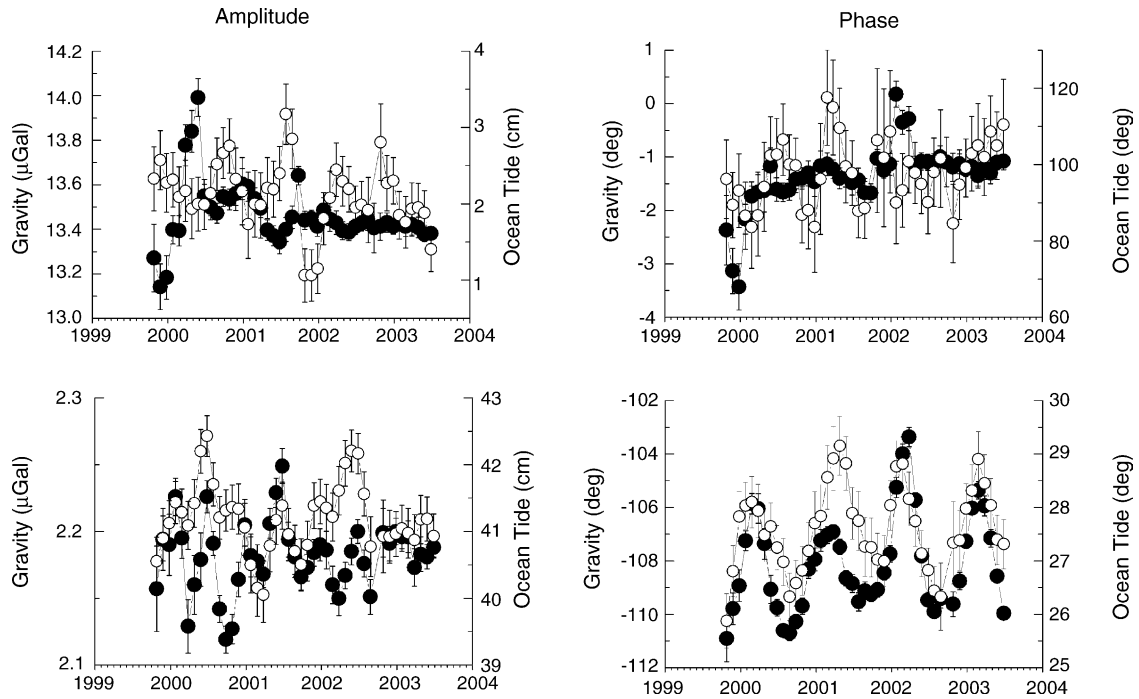 Amplitude
Phase
14.2
14.0
13.8
13.6
13.4
13.2
13.0
Gravity (μGal)
4
3
2
1
Ocean Tide (cm)
1999 2000 2001 2002 2003 2004
1
0
-1
-2
-3
-4
Gravity (deg)
120
100
80
60
Ocean Tide (deg)
1999 2000 2001 2002 2003 2004
2.3
2.2
2.1
Gravity (μGal)
43
42
41
40
39
Ocean Tide (cm)
1999 2000 2001 2002 2003 2004
-102
-104
-106
-108
-110
-112
Gravity (deg)
30
29
28
27
26
25
Ocean Tide (deg)
1999 2000 2001 2002 2003 2004